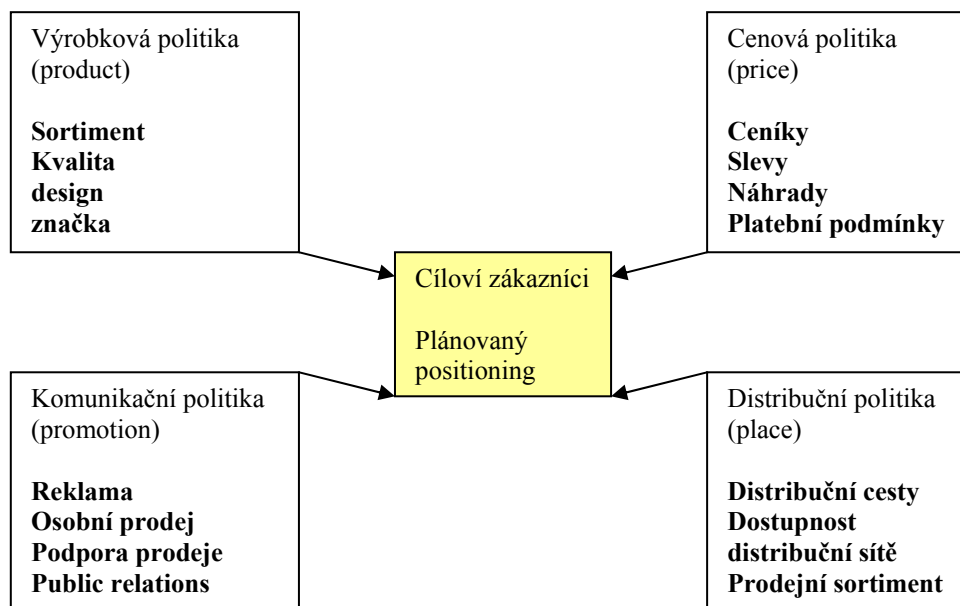 Výrobková politika
(product)
Sortiment
Kvalita
design
značka
Cenová politika
(price)
Ceníky
Slevy
Náhrady
Platební podmínky
Cíloví zákazníci
Plánovaný
positioning
Komunikační politika
(promotion)
Reklama
Osobní prodej
Podpora prodeje
Public relations
Distribuční politika
(place)
Distribuční cesty
Dostupnost
distribuční sítě
Prodejní sortiment